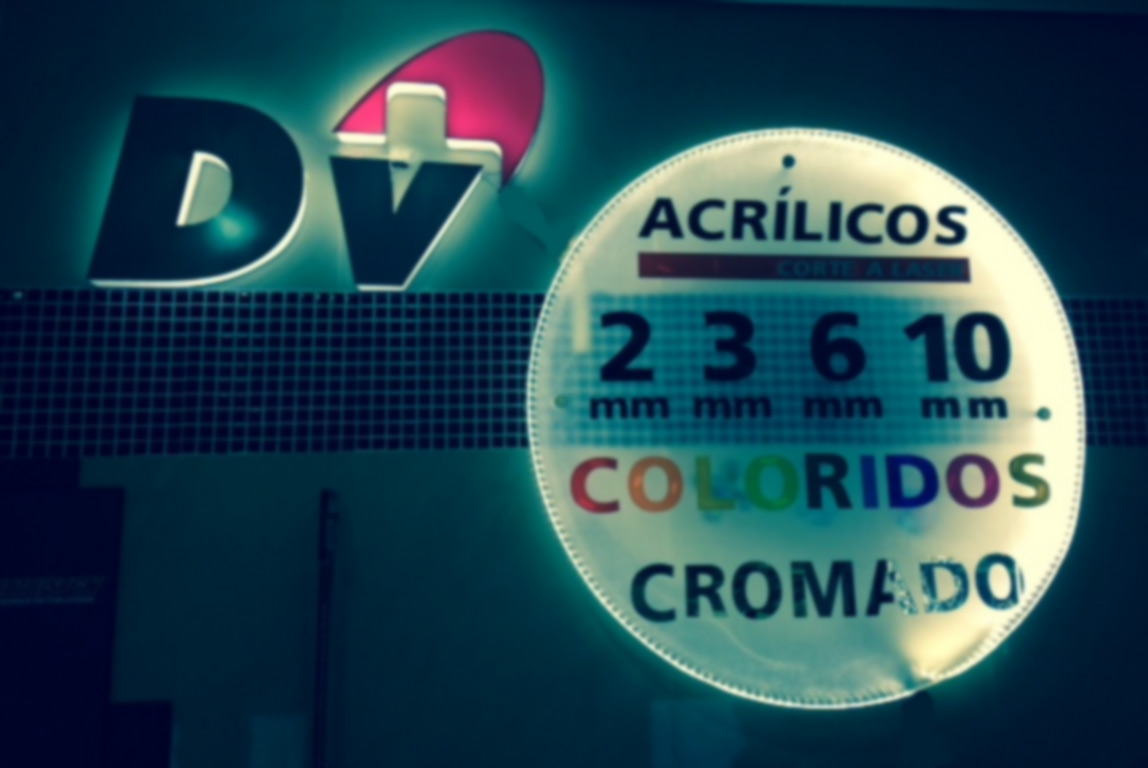 Dv
ACRÍLICOS
CORTE A LASER
2 3 6 10
mm mm mm mm
COLORIDOS
CROMADO